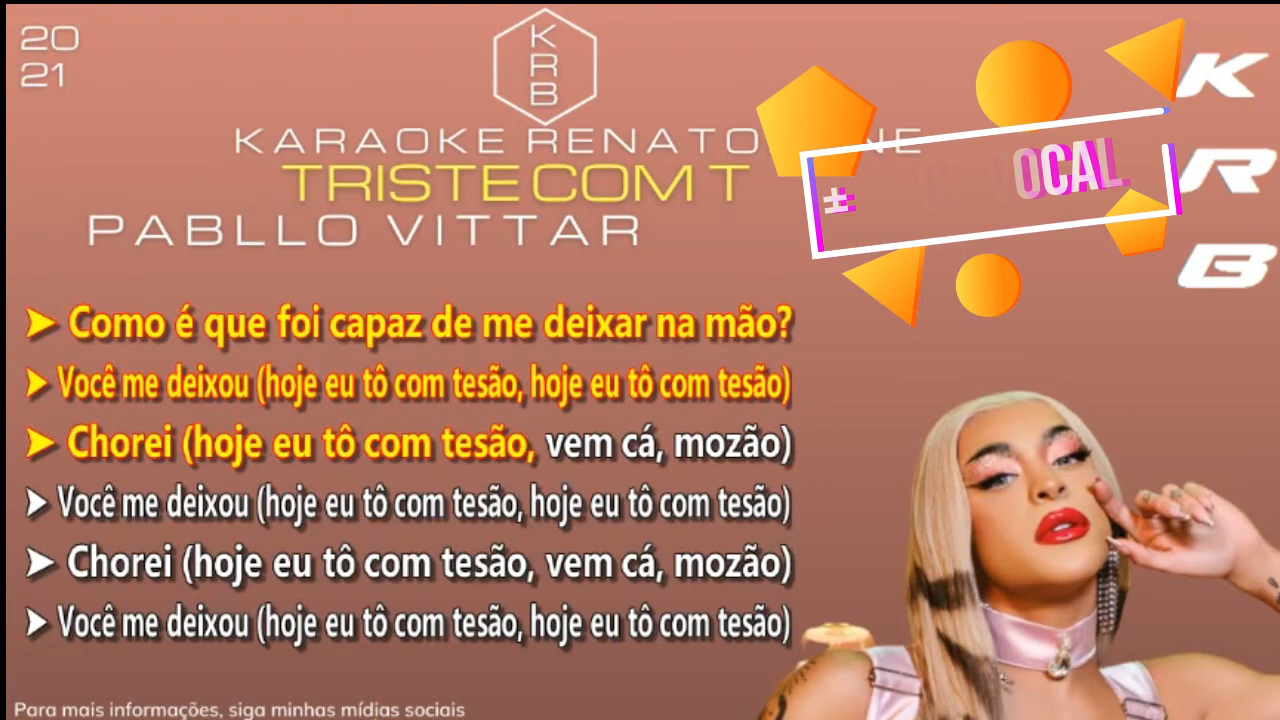 20
21
K
R
B
KARAOKE RENATO NE
TRISTE COM T
PABLLO VITTAR
± VOCAL
K
R
B
➤ Como é que foi capaz de me deixar na mão?
➤ Você me deixou (hoje eu tô com tesão, hoje eu tô com tesão)
➤ Chorei (hoje eu tô com tesão, vem cá, mozão)
➤ Você me deixou (hoje eu tô com tesão, hoje eu tô com tesão)
➤ Chorei (hoje eu tô com tesão, vem cá, mozão)
➤ Você me deixou (hoje eu tô com tesão, hoje eu tô com tesão)
Para mais informações, siga minhas mídias sociais